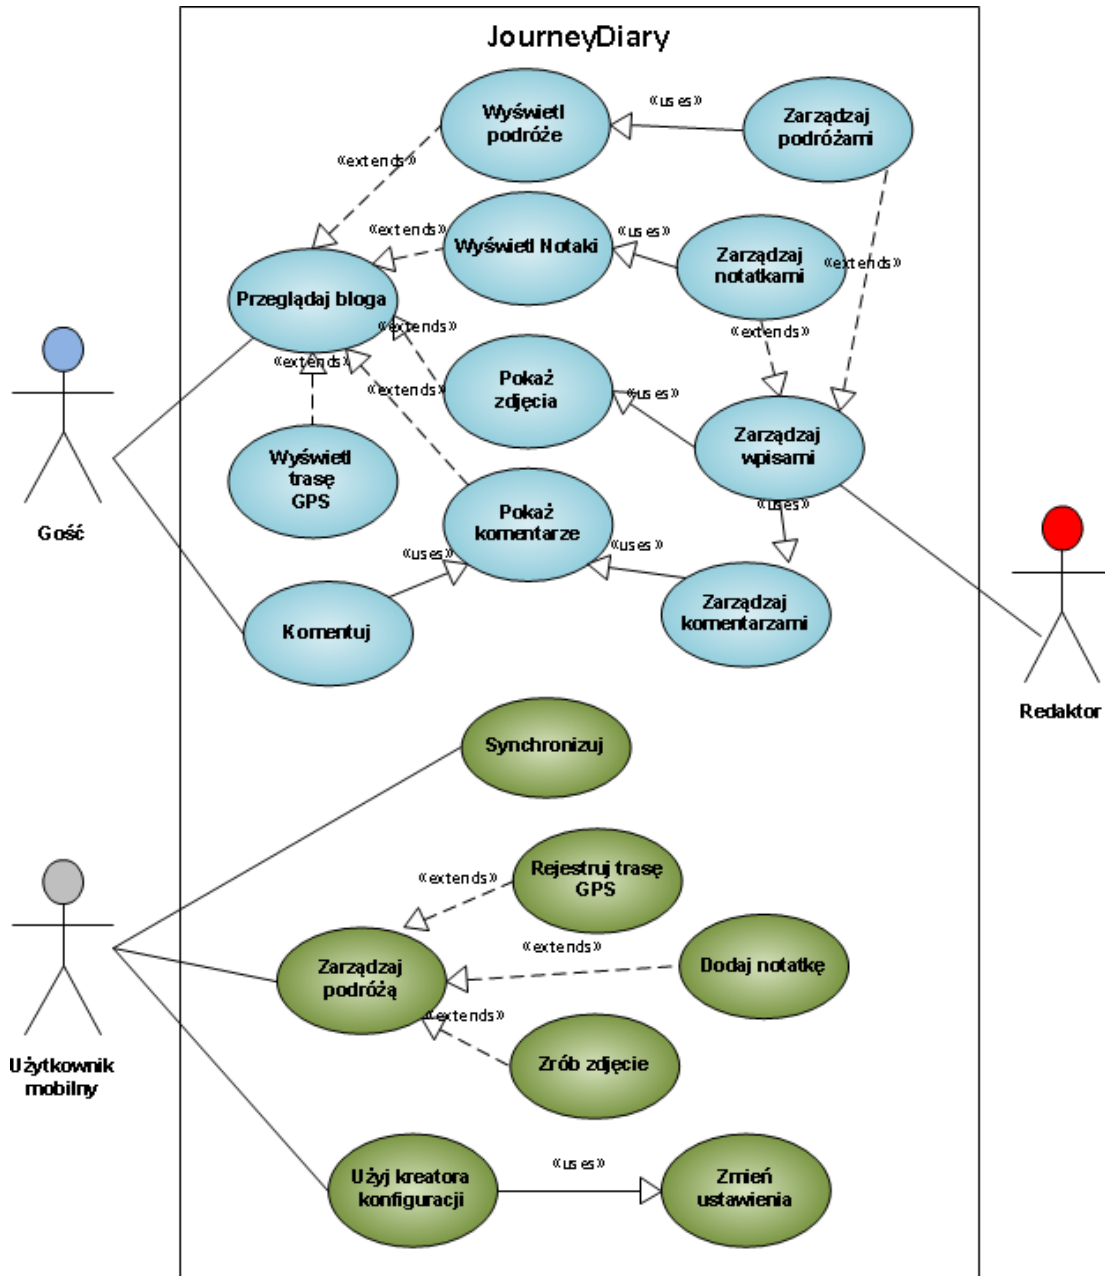 JourneyDiary
Wyświetl
podróże
«uses»
Zarządzaj
podróżami
«extends»
Wyświetl Notaki
«extends»
«uses»
Zarządzaj
notatkami
«extends»
Przeglądaj bloga
«extends»
«extends»
«extends»
Pokaż
zdjęcia
«extends»
«uses»
Zarządzaj
wpisami
Wyświetl
trasę
GPS
Gość
Pokaż
komentarze
«uses»
«uses»
«uses»
Komentuj
Zarządzaj
komentarzami
Redaktor
Synchronizuj
Rejestruj trasę
GPS
«extends»
«extends»
Dodaj notatkę
Zarządzaj
podróżą
«extends»
Zrób zdjęcie
Użytkownik
mobilny
Użyj kreatora
konfiguracji
«uses»
Zmień
ustawienia